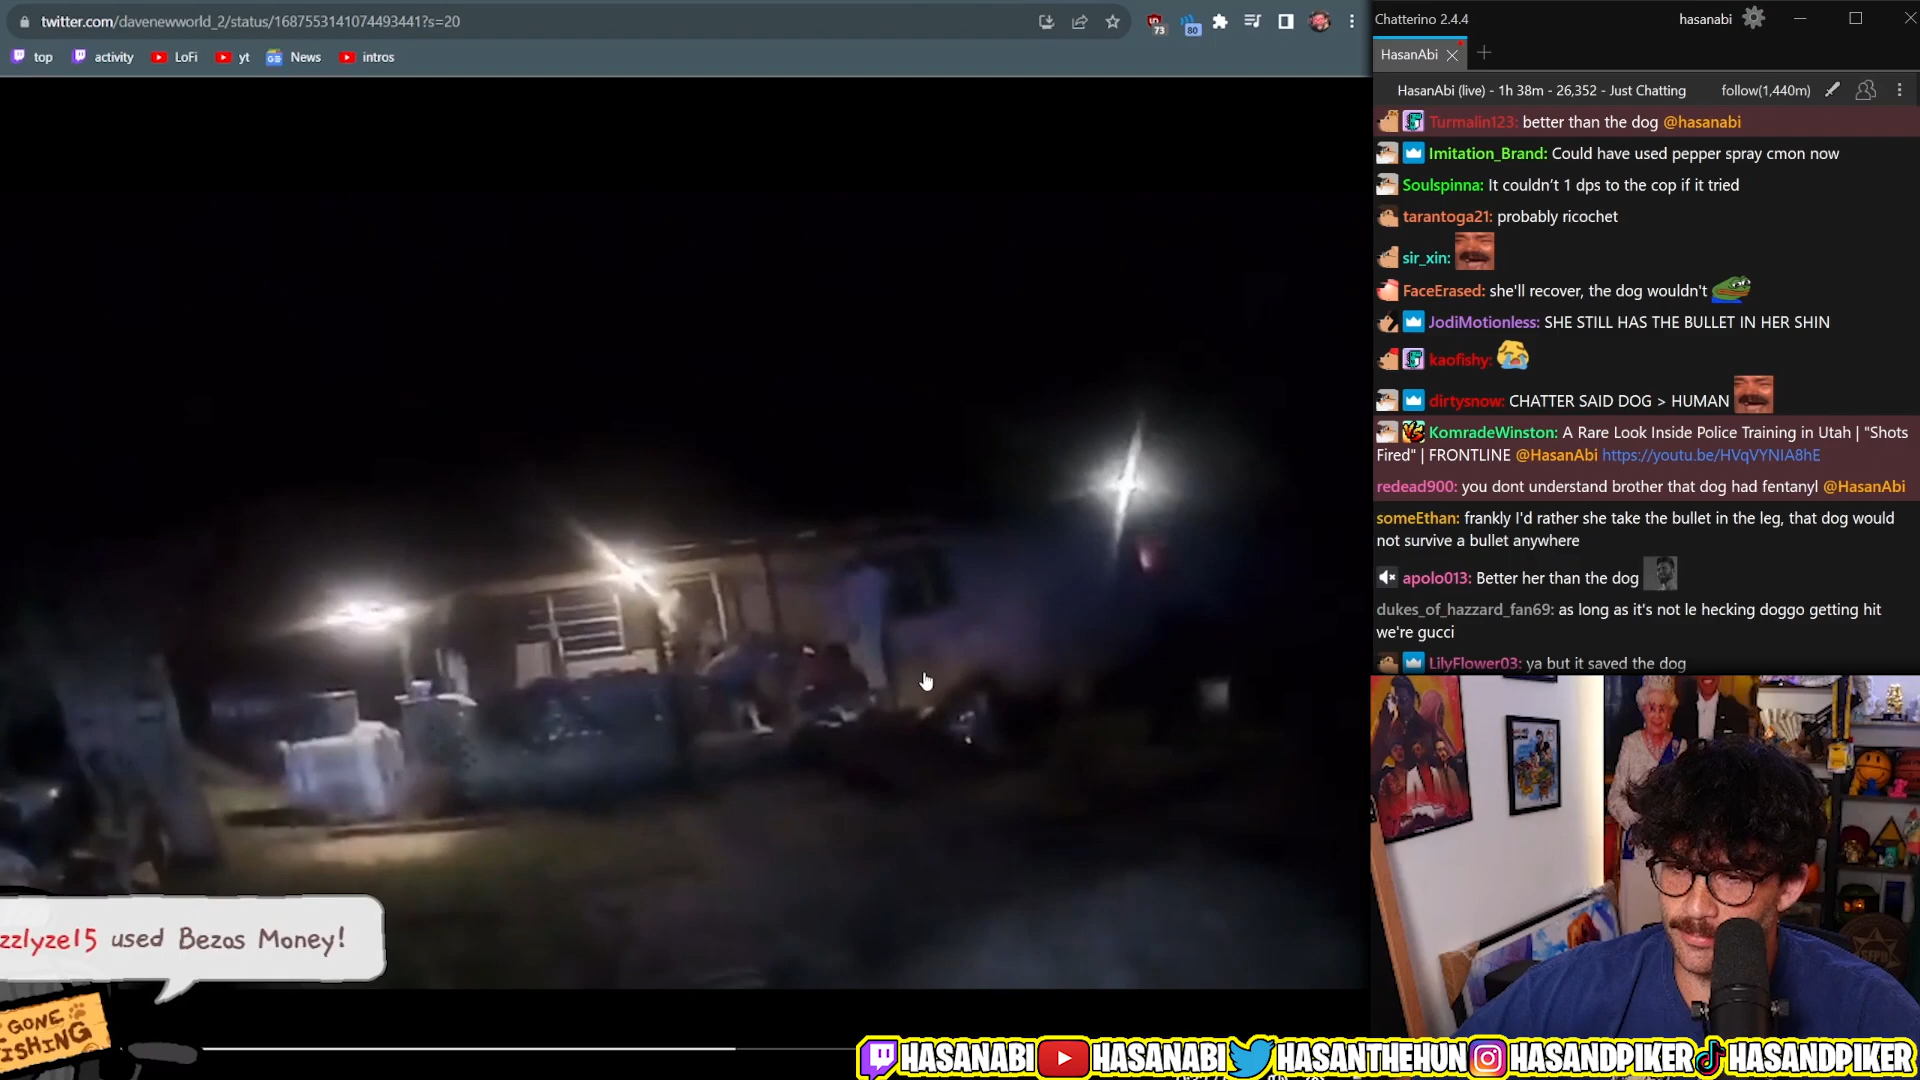 twitter.com/davenewworld_2/status/1687553141074493441?s=20
73
80
top
activity
LoFi
yt
News
intros
Chatterino 2.4.4
hasanabi
HasanAbi
HasanAbi (live) - 1h 38m - 26,352 - Just Chatting
follow(1,440m)
Turmalin123: better than the dog @hasanabi
Imitation_Brand: Could have used pepper spray cmon now
Soulspinna: It couldn't 1 dps to the cop if it tried
tarantoga21: probably ricochet
sir_xin:
FaceErased: she'll recover, the dog wouldn't
JodiMotionless: SHE STILL HAS THE BULLET IN HER SHIN
kaofishy:
dirtysnow: CHATTER SAID DOG > HUMAN
KomradeWinston: A Rare Look Inside Police Training in Utah | "Shots
Fired" | FRONTLINE @HasanAbi https://youtu.be/HVqVYNIA8hE
redead900: you dont understand brother that dog had fentanyl @HasanAbi
someEthan: frankly I'd rather she take the bullet in the leg, that dog would
not survive a bullet anywhere
apolo013: Better her than the dog
dukes_of_hazzard_fan69: as long as it's not le hecking doggo getting hit
we're gucci
LilyFlower03: ya but it saved the dog
zzlyze15 used Bezos Money!
GONE
FISHING
HASANABI
HASANABI
HASANTHEHUN
HASANDPIKER
HASANDPIKER